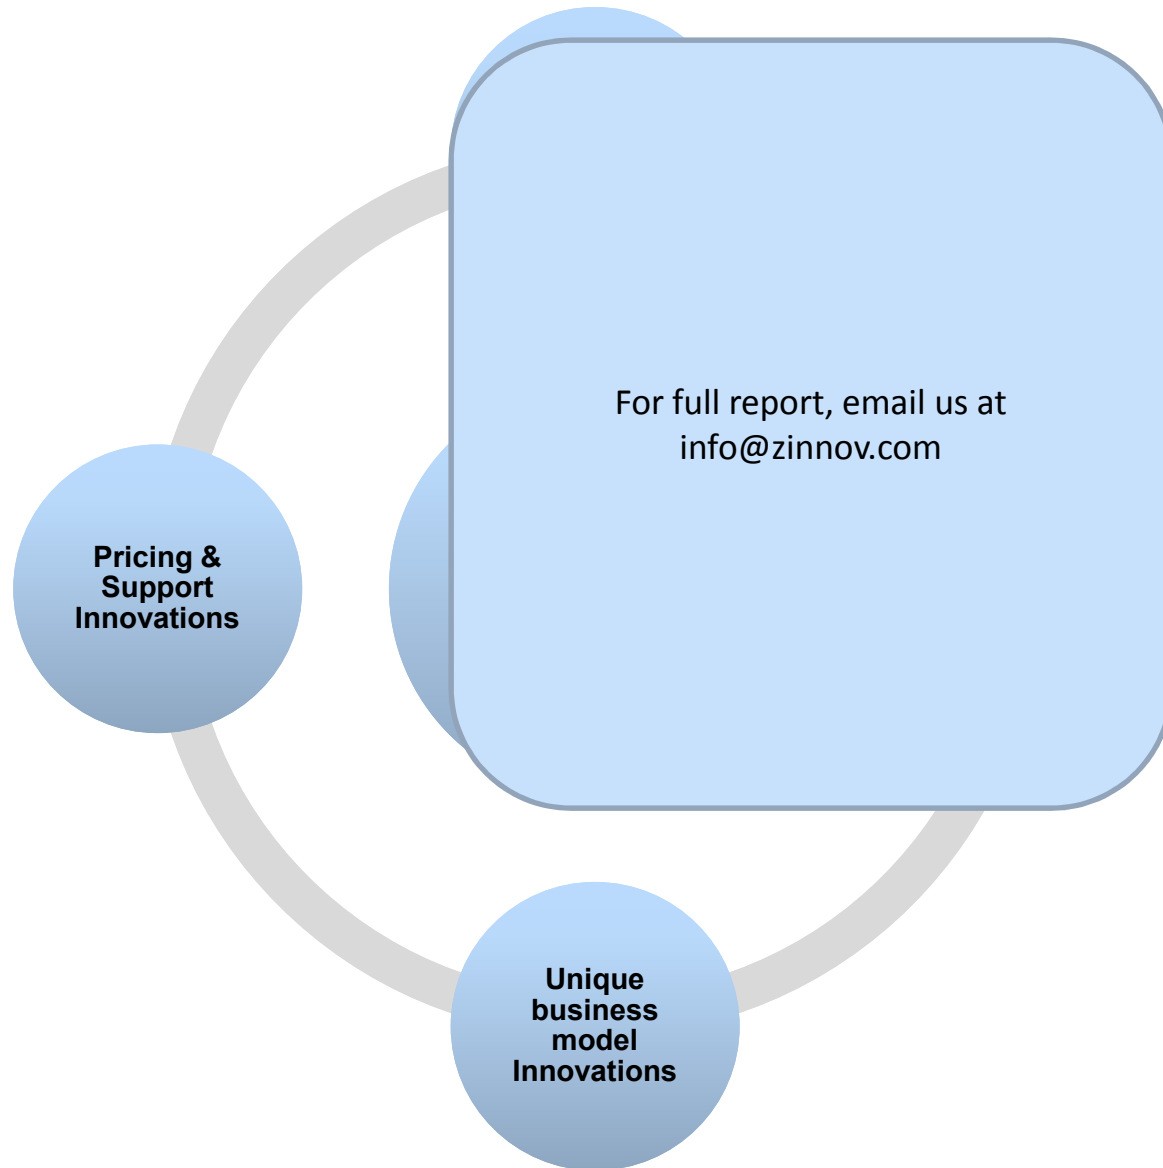 For full report, email us at
info@zinnov.com
Pricing &
Support
Innovations
Unique
business
model
Innovations